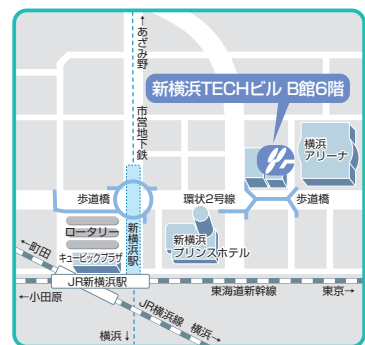 ←あざみ野
市営地下鉄
新横浜TECHビル B館6階
横浜
アリーナ
歩道橋
環状2号線
歩道橋
ロータリー
新横浜駅
新横浜
プリンスホテル
←町田
キュービックプラザ
JR新横浜駅
←小田原
東海道新幹線
東京→
JR横浜線 横浜→
横浜↓